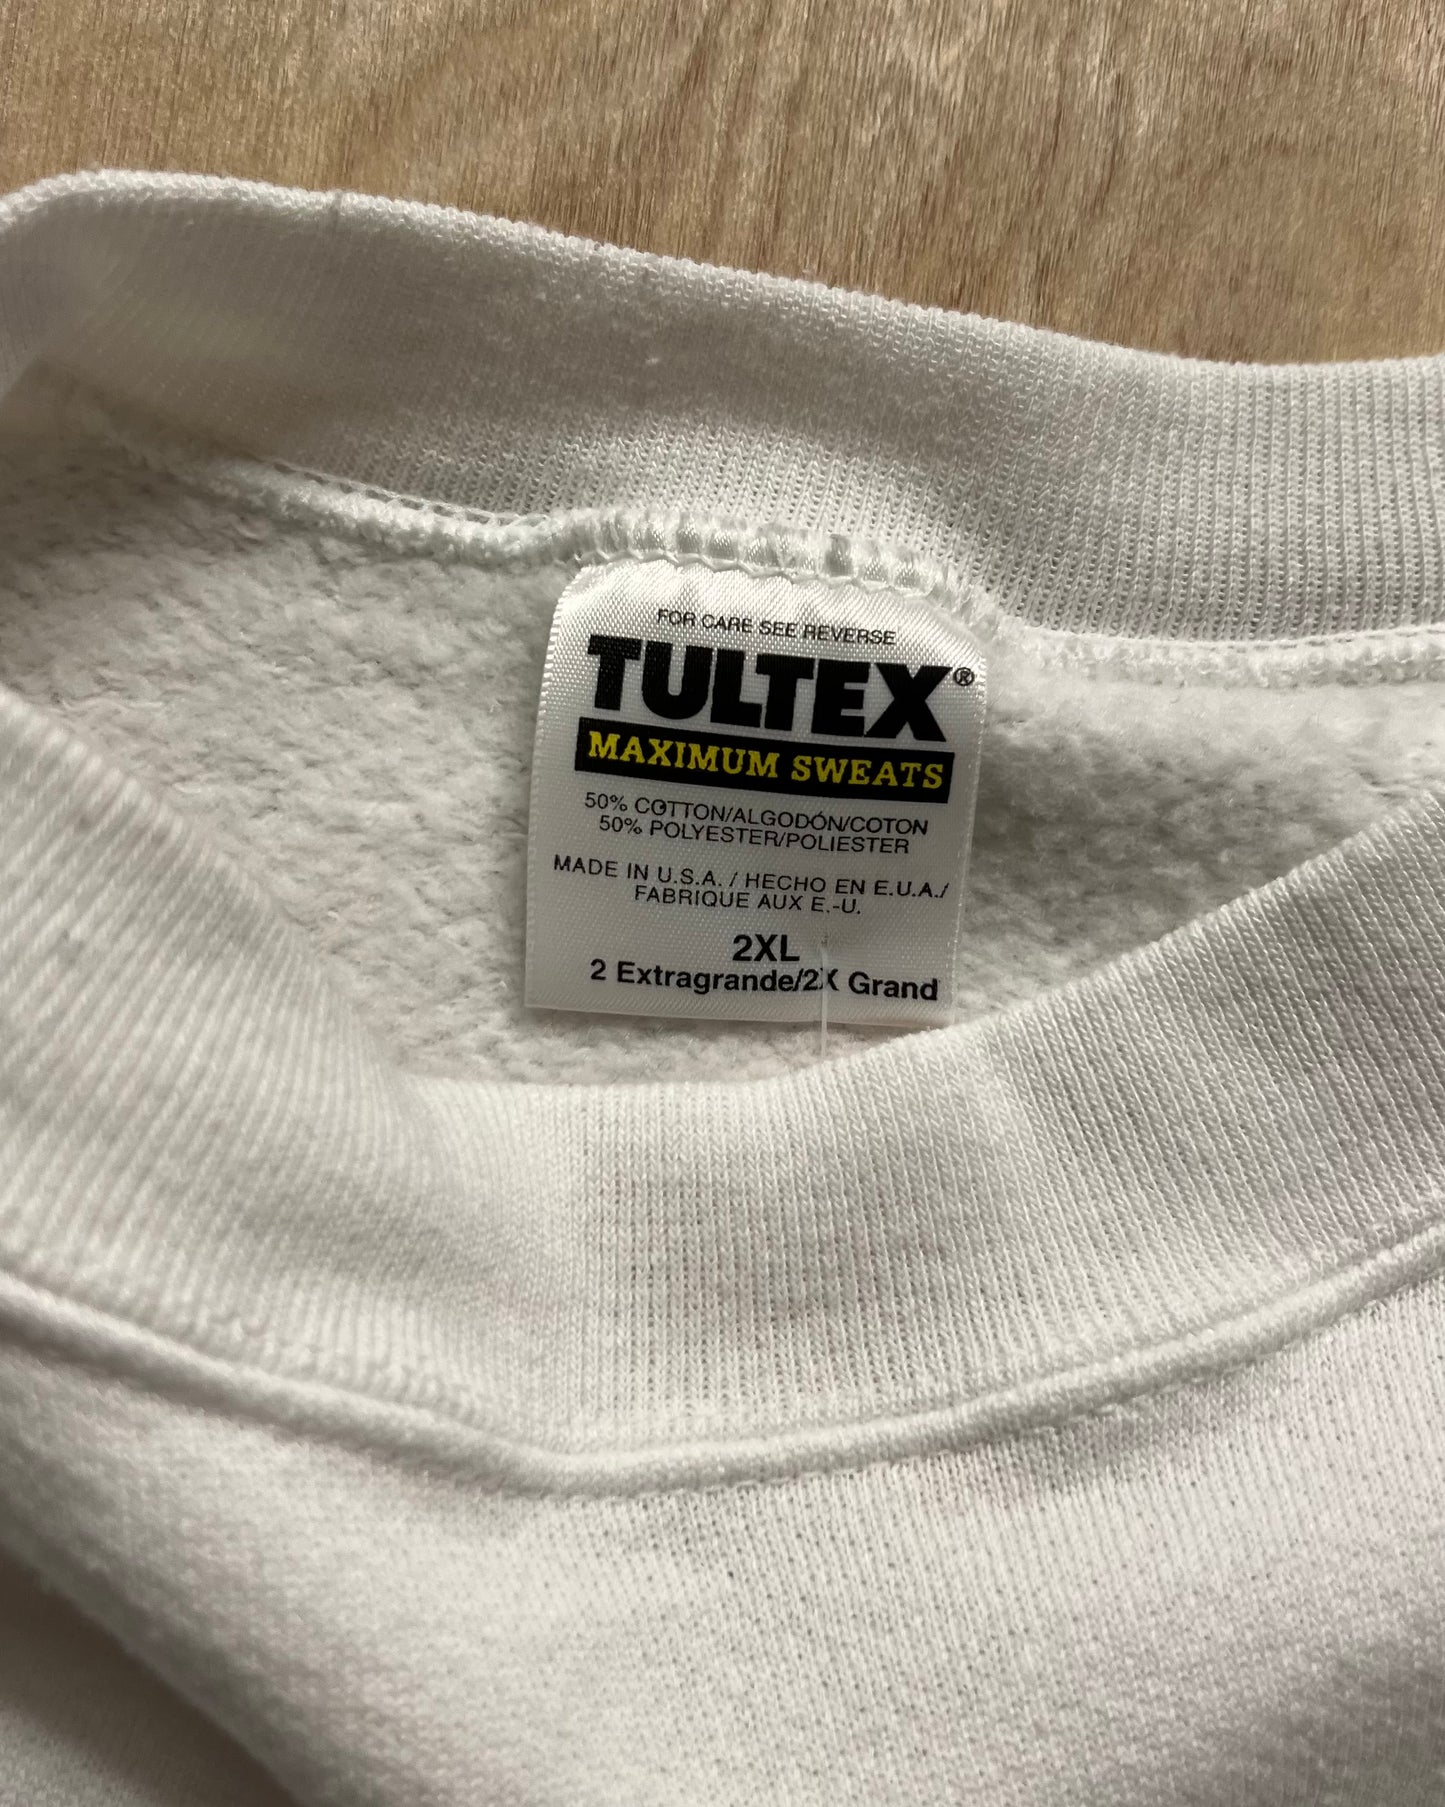 FOR CARE SEE REVERSE
TULTEX®
MAXIMUM SWEATS
50% COTTON/ALGODÓN/COTON
50% POLYESTER/POLIESTER
MADE IN U.S.A. / HECHO EN E.U.A./
FABRIQUE AUX E.-U.
2XL
2 Extragrande/2X Grand